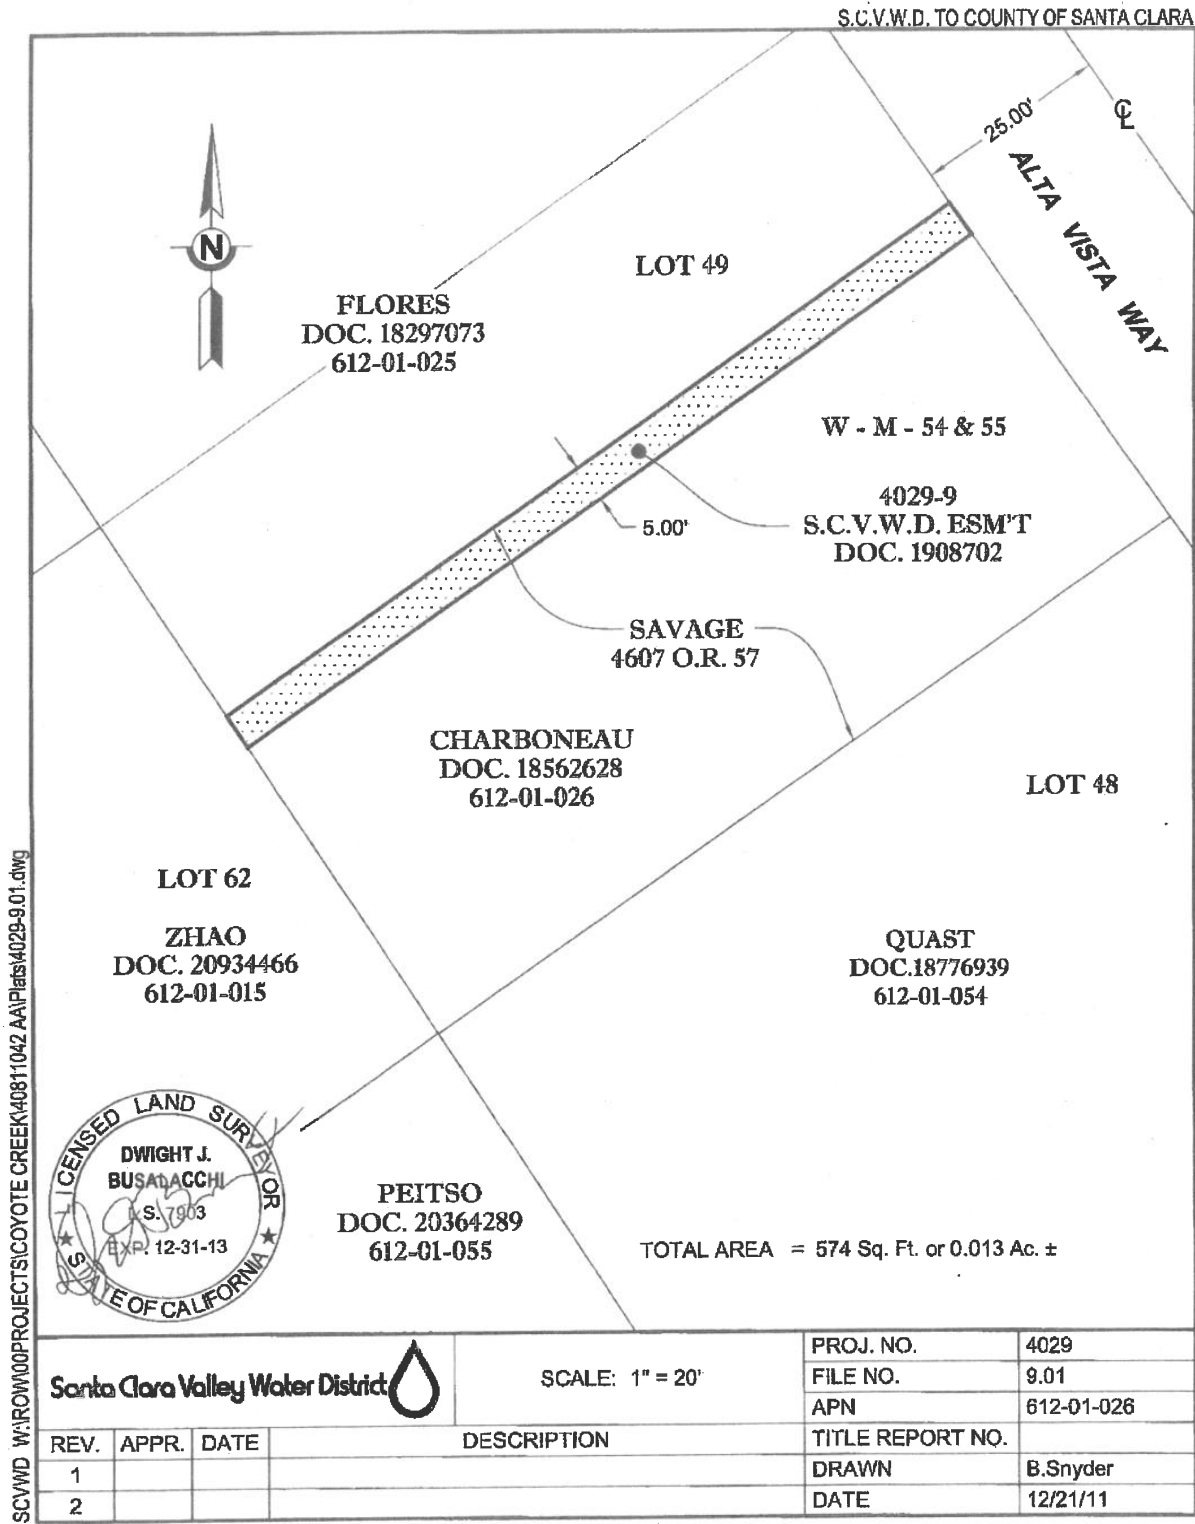 S.C.V.W.D. TO COUNTY OF SANTA CLARA
25.00'
℄
ALTA VISTA WAY
N
LOT 49
FLORES
DOC. 18297073
612-01-025
W - M - 54 & 55
4029-9
S.C.V.W.D. ESM'T
DOC. 1908702
5.00'
SAVAGE
4607 O.R. 57
CHARBONEAU
DOC. 18562628
612-01-026
LOT 48
LOT 62
ZHAO
DOC. 20934466
612-01-015
QUAST
DOC.18776939
612-01-054
LICENSED LAND SURVEYOR
DWIGHT J.
BUSALACCHI
L.S. 7903
EXP. 12-31-13
STATE OF CALIFORNIA
PEITSO
DOC. 20364289
612-01-055
TOTAL AREA = 574 Sq. Ft. or 0.013 Ac. ±
SCVWD W:\ROW\00PROJECTS\COYOTE CREEK\40811042 AA\Plats\4029-9.01.dwg
Santa Clara Valley Water District
SCALE: 1" = 20'
PROJ. NO. 4029
FILE NO. 9.01
APN 612-01-026
REV. APPR. DATE DESCRIPTION
TITLE REPORT NO.
1
DRAWN B.Snyder
2
DATE 12/21/11